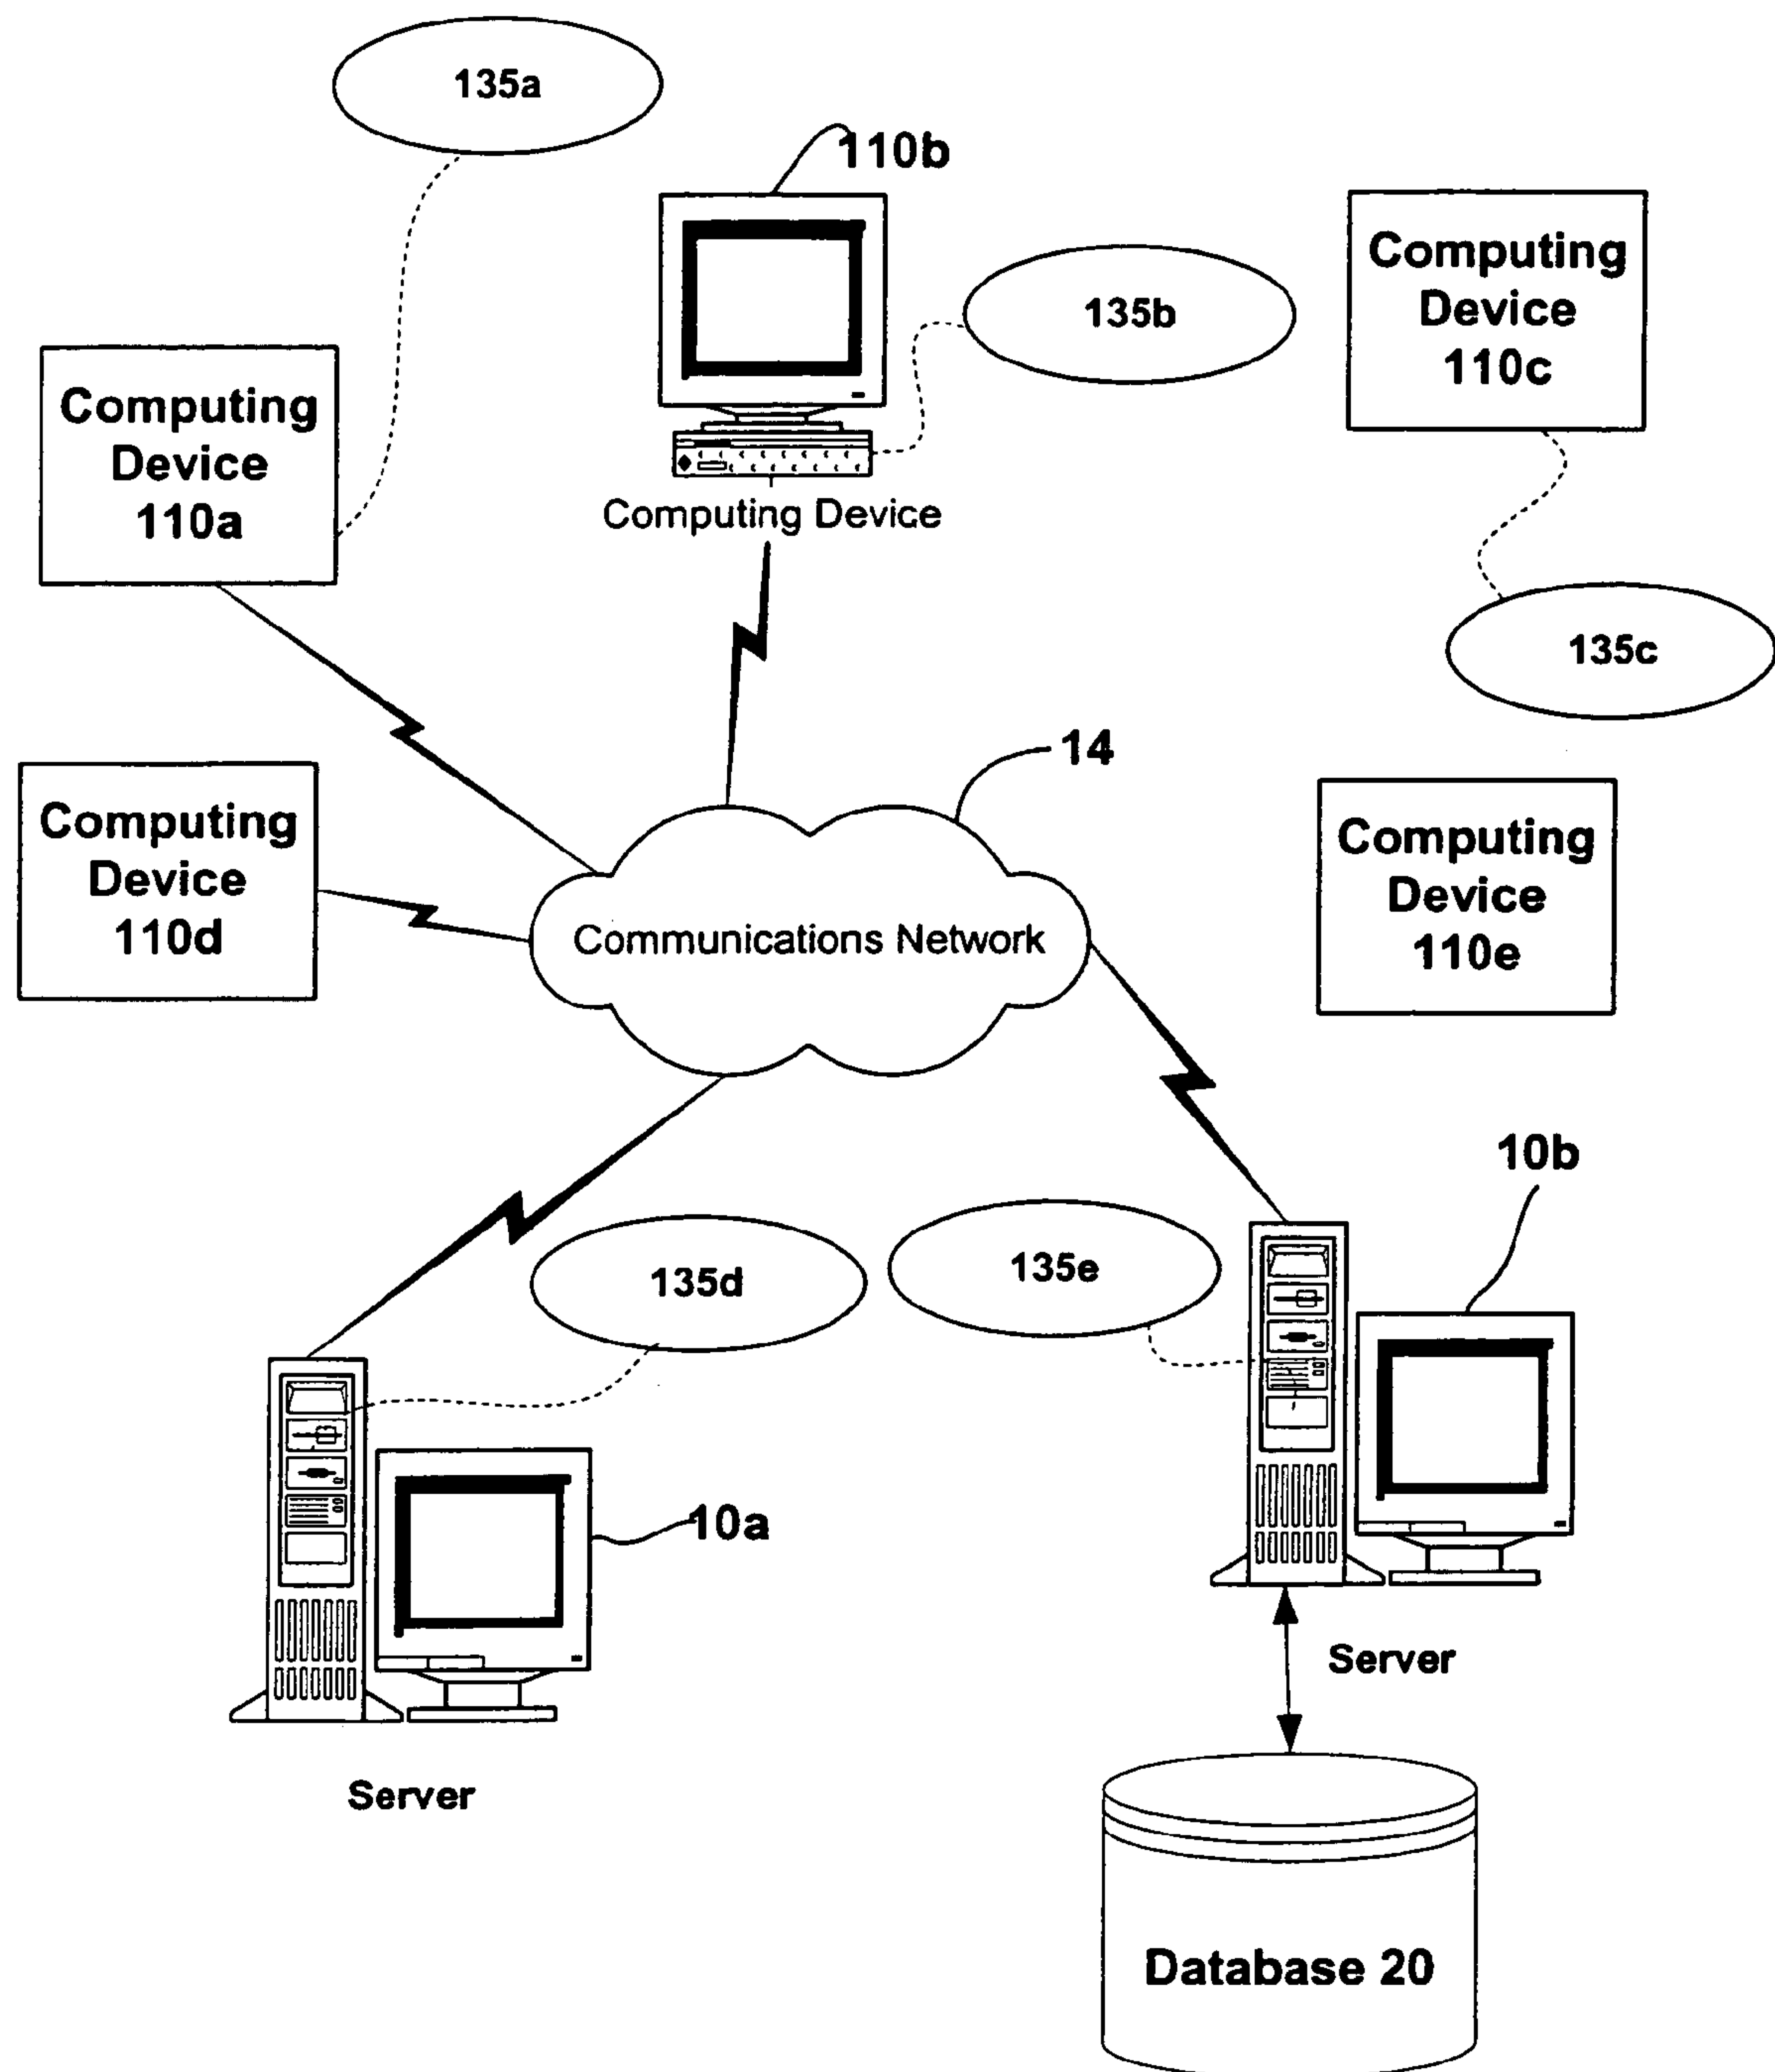 135a
110b
Computing
Device
110c
135b
Computing
Device
110a
Computing Device
135c
14
Computing
Device
110d
Computing
Device
110e
Communications Network
10b
135e
135d
10a
Server
Server
Database 20